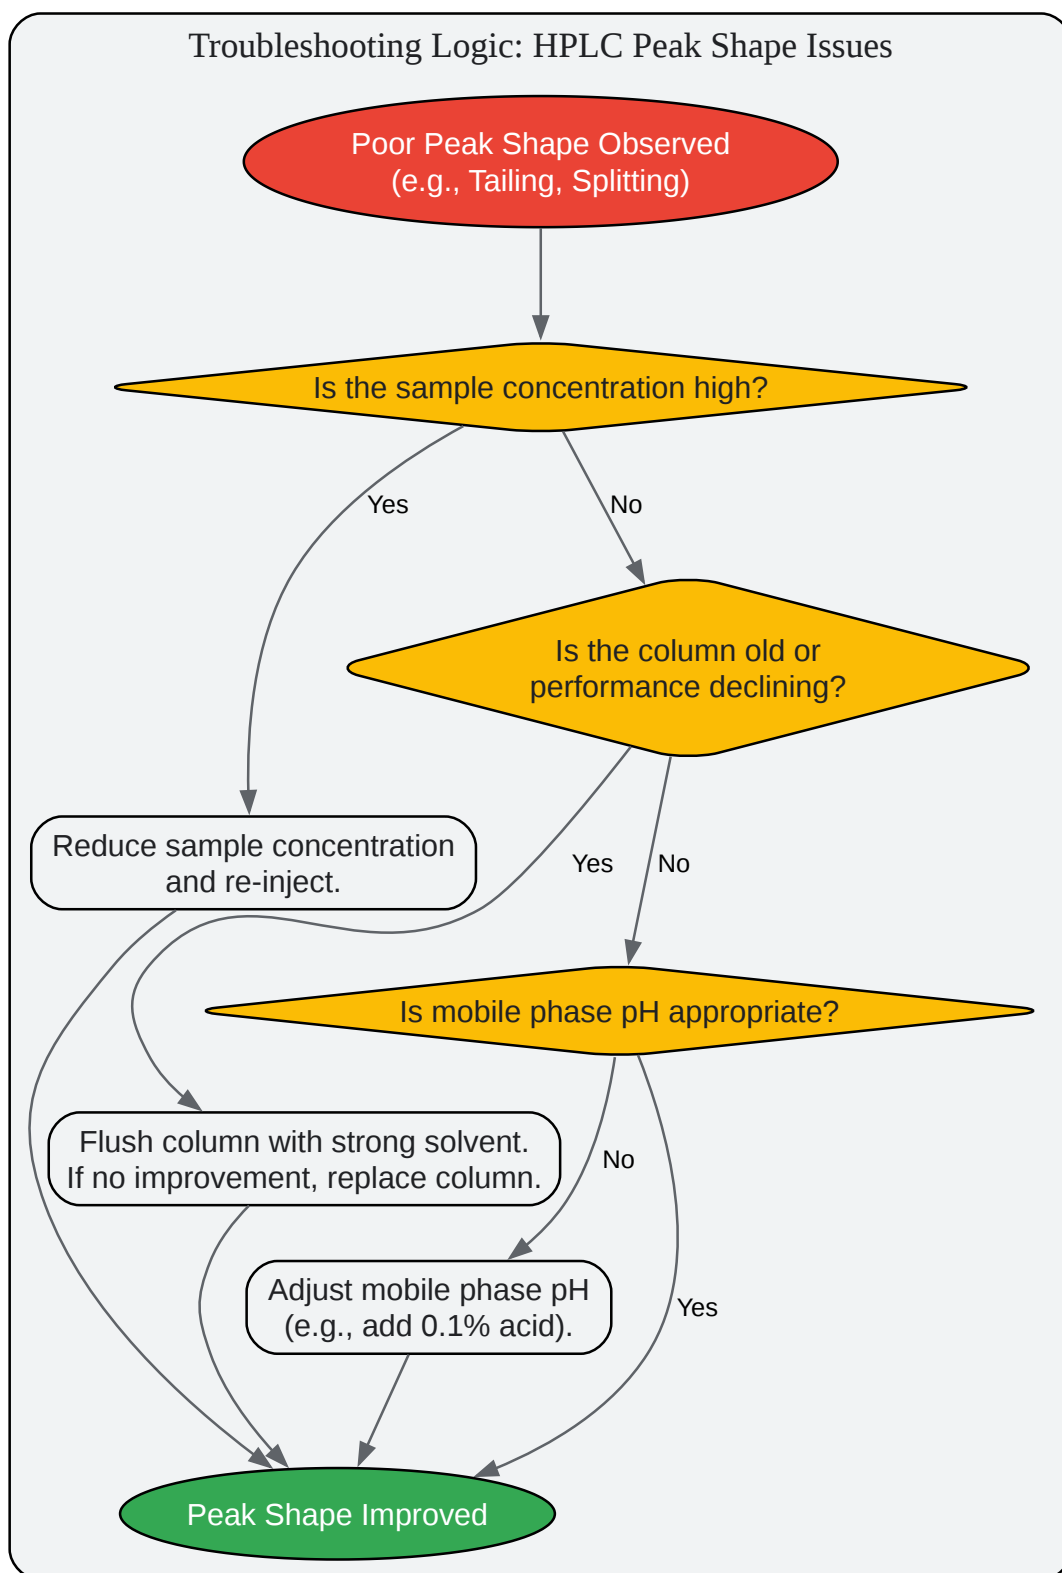 Troubleshooting Logic: HPLC Peak Shape Issues
Poor Peak Shape Observed
(e.g., Tailing, Splitting)
Is the sample concentration high?
Yes
No
Is the column old or
performance declining?
Reduce sample concentration
and re-inject.
Yes
No
Is mobile phase pH appropriate?
Flush column with strong solvent.
If no improvement, replace column.
No
Adjust mobile phase pH
(e.g., add 0.1% acid).
Yes
Peak Shape Improved